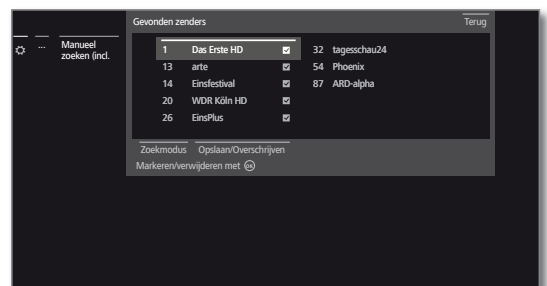 Gevonden zenders
Terug
...
Manueel
zoeken (incl.
1 Das Erste HD
13 arte
14 Einsfestival
20 WDR Köln HD
26 EinsPlus
32 tagesschau24
54 Phoenix
87 ARD-alpha
Zoekmodus Opslaan/Overschrijven
Markeren/verwijderen met OK